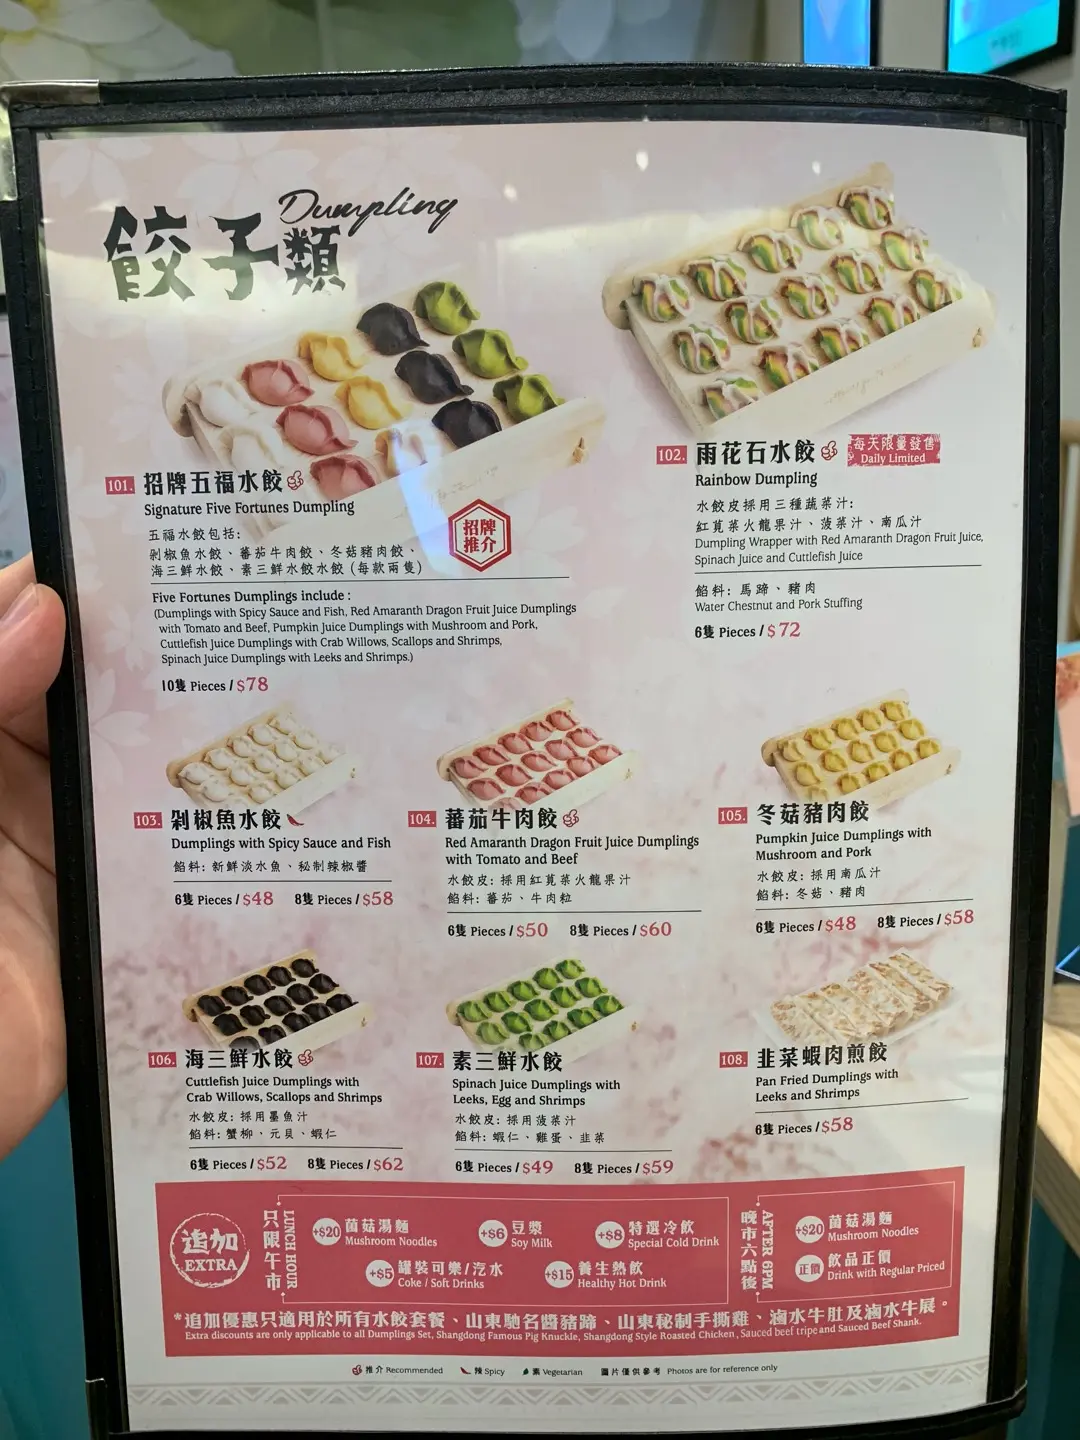 餃子類 Dumpling
101. 招牌五福水餃
Signature Five Fortunes Dumpling
五福水餃包括:
剁椒魚水餃、蕃茄牛肉餃、冬菇豬肉餃、
海三鮮水餃、素三鮮水餃水餃 (每款兩隻)
招牌
推介
Five Fortunes Dumplings include :
(Dumplings with Spicy Sauce and Fish, Red Amaranth Dragon Fruit Juice Dumplings
with Tomato and Beef, Pumpkin Juice Dumplings with Mushroom and Pork,
Cuttlefish Juice Dumplings with Crab Willows, Scallops and Shrimps,
Spinach Juice Dumplings with Leeks and Shrimps.)
10隻 Pieces / $78
102. 雨花石水餃
每天限量發售
Daily Limited
Rainbow Dumpling
水餃皮採用三種蔬菜汁:
紅莧菜火龍果汁、菠菜汁、南瓜汁
Dumpling Wrapper with Red Amaranth Dragon Fruit Juice,
Spinach Juice and Cuttlefish Juice
餡料: 馬蹄、豬肉
Water Chestnut and Pork Stuffing
6隻 Pieces / $72
103. 剁椒魚水餃
Dumplings with Spicy Sauce and Fish
餡料: 新鮮淡水魚、秘制辣椒醬
6隻 Pieces / $48 8隻 Pieces / $58
104. 蕃茄牛肉餃
Red Amaranth Dragon Fruit Juice Dumplings
with Tomato and Beef
水餃皮: 採用紅莧菜火龍果汁
餡料: 蕃茄、牛肉粒
6隻 Pieces / $50 8隻 Pieces / $60
105. 冬菇豬肉餃
Pumpkin Juice Dumplings with
Mushroom and Pork
水餃皮: 採用南瓜汁
餡料: 冬菇、豬肉
6隻 Pieces / $48 8隻 Pieces / $58
106. 海三鮮水餃
Cuttlefish Juice Dumplings with
Crab Willows, Scallops and Shrimps
水餃皮: 採用墨魚汁
餡料: 蟹柳、元貝、蝦仁
6隻 Pieces / $52 8隻 Pieces / $62
107. 素三鮮水餃
Spinach Juice Dumplings with
Leeks, Egg and Shrimps
水餃皮: 採用菠菜汁
餡料: 蝦仁、雞蛋、韭菜
6隻 Pieces / $49 8隻 Pieces / $59
108. 韭菜蝦肉煎餃
Pan Fried Dumplings with
Leeks and Shrimps
6隻 Pieces / $58
追加
EXTRA
只限午市
LUNCH HOUR
+$20 菌菇湯麵
Mushroom Noodles
+$6 豆漿
Soy Milk
+$8 特選冷飲
Special Cold Drink
+$5 罐裝可樂/汽水
Coke / Soft Drinks
+$15 養生熱飲
Healthy Hot Drink
晚市六點後
AFTER 6PM
+$20 菌菇湯麵
Mushroom Noodles
正價 飲品正價
Drink with Regular Priced
*追加優惠只適用於所有水餃套餐、山東馳名醬豬蹄、山東秘制手撕雞、滷水牛肚及滷水牛展。
Extra discounts are only applicable to all Dumplings Set, Shangdong Famous Pig Knuckle, Shangdong Style Roasted Chicken, Sauced beef tripe and Sauced Beef Shank.
推介 Recommended 辣 Spicy 素 Vegetarian 圖片僅供參考 Photos are for reference only